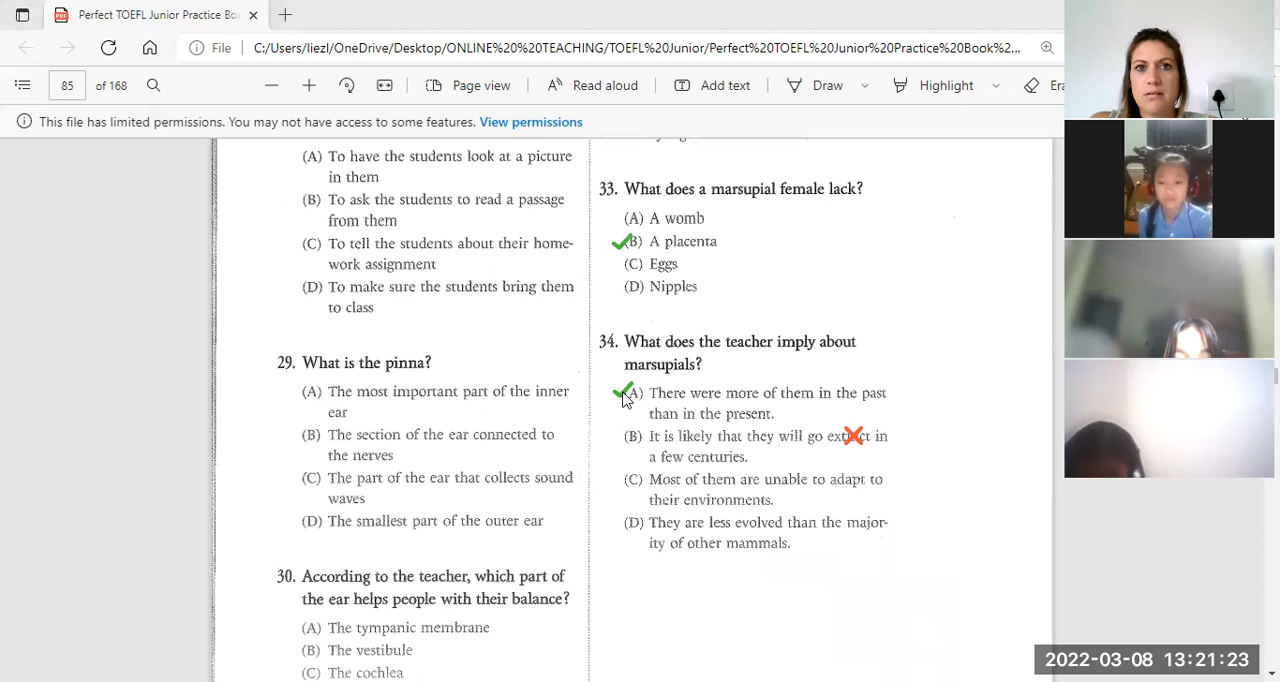 Perfect TOEFL Junior Practice Bo
File
C:/Users/liezl/OneDrive/Desktop/ONLINE%20%20TEACHING/TOEFL%20Junior/Perfect%20TOEFL%20Junior%20Practice%20Book%2...
85 of 168
Page view
Read aloud
Add text
Draw
Highlight
Era
This file has limited permissions. You may not have access to some features. View permissions
(A) To have the students look at a picture
in them
(B) To ask the students to read a passage
from them
(C) To tell the students about their home-
work assignment
(D) To make sure the students bring them
to class
29. What is the pinna?
(A) The most important part of the inner
ear
(B) The section of the ear connected to
the nerves
(C) The part of the ear that collects sound
waves
(D) The smallest part of the outer ear
30. According to the teacher, which part of
the ear helps people with their balance?
(A) The tympanic membrane
(B) The vestibule
(C) The cochlea
33. What does a marsupial female lack?
(A) A womb
B) A placenta
(C) Eggs
(D) Nipples
34. What does the teacher imply about
marsupials?
A) There were more of them in the past
than in the present.
(B) It is likely that they will go extinct in
a few centuries.
(C) Most of them are unable to adapt to
their environments.
(D) They are less evolved than the major-
ity of other mammals.
2022-03-08 13:21:23